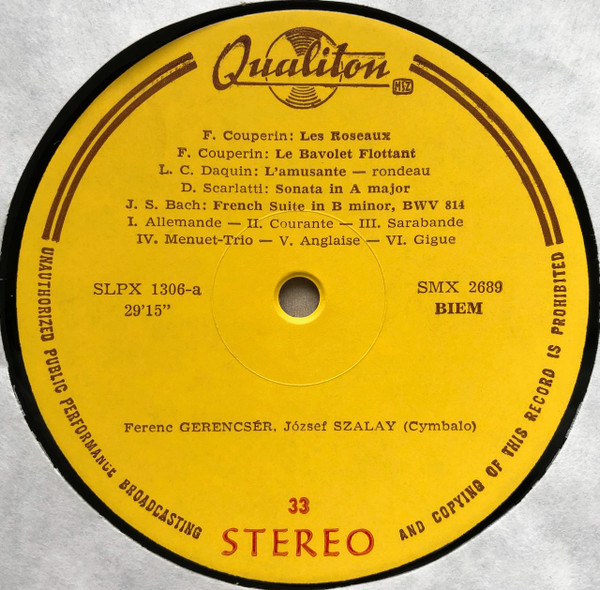 Qualiton
MHV
F. Couperin: Les Roseaux
F. Couperin: Le Bavolet Flottant
L. C. Daquin: L'amusante — rondeau
D. Scarlatti: Sonata in A major
J. S. Bach: French Suite in B minor, BWV 814
I. Allemande — II. Courante — III. Sarabande
IV. Menuet-Trio — V. Anglaise — VI. Gigue
SLPX 1306-a
29'15"
SMX 2689
BIEM
Ferenc GERENCSÉR, József SZALAY (Cymbalo)
33
STEREO
UNAUTHORIZED PUBLIC PERFORMANCE BROADCASTING AND COPYING OF THIS RECORD IS PROHIBITED